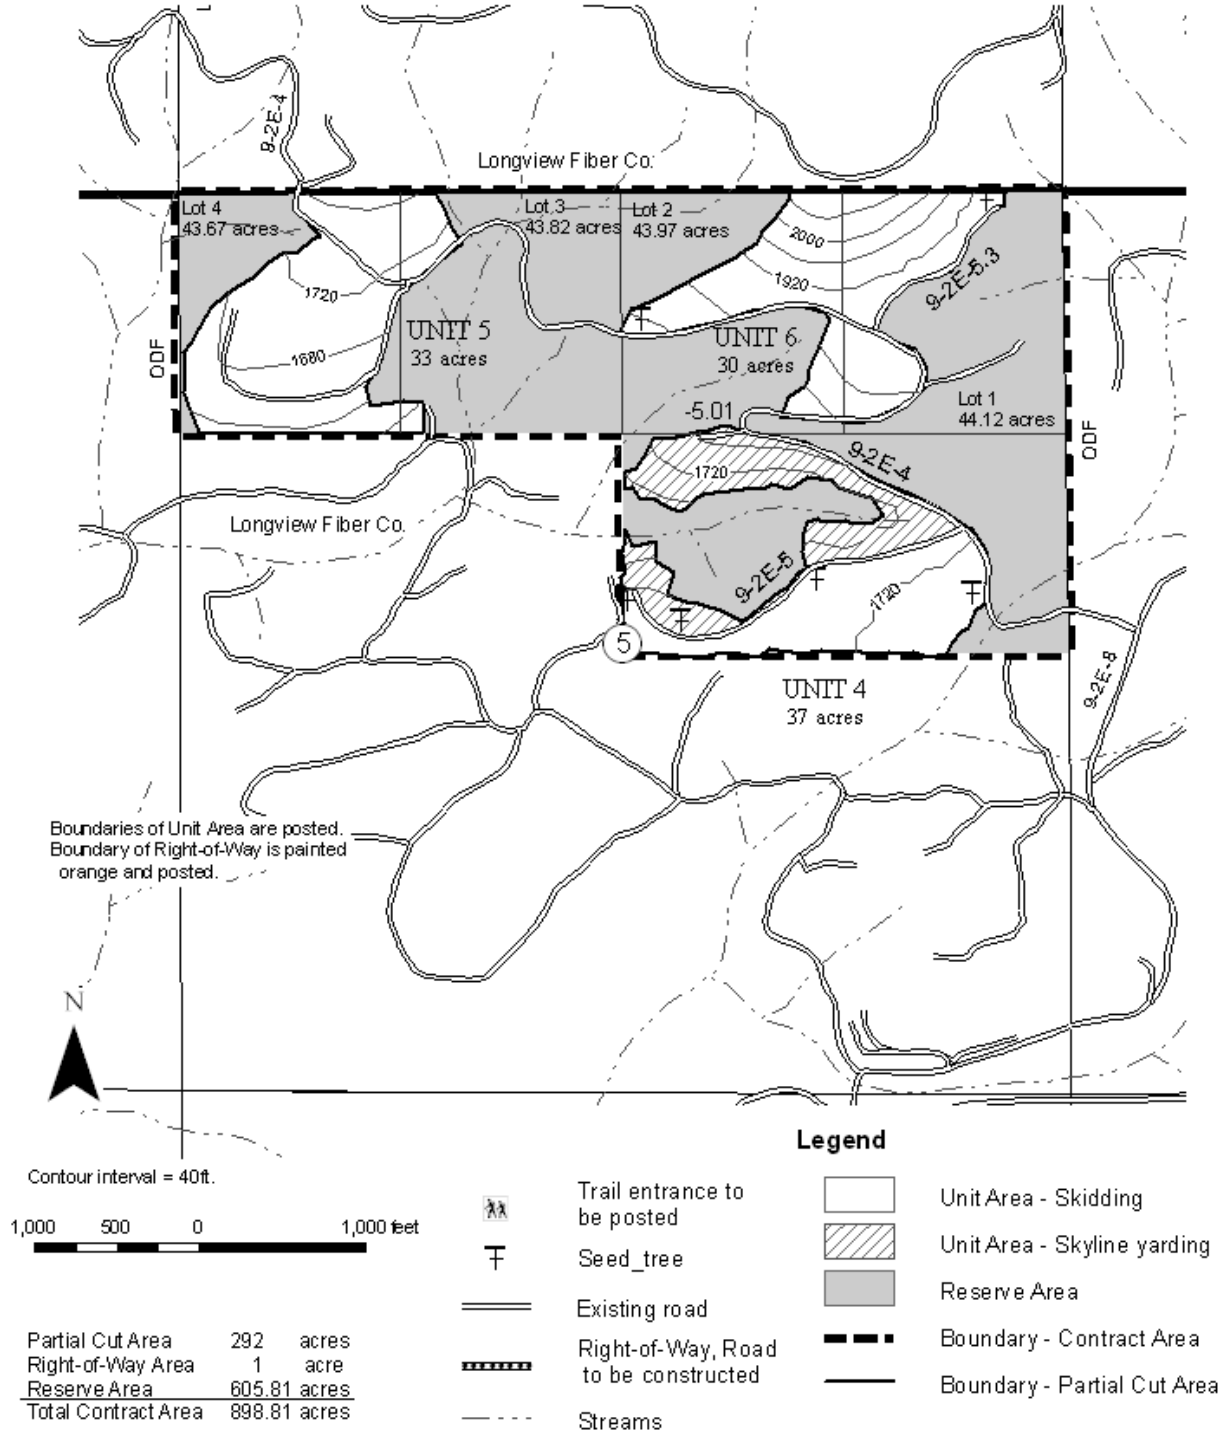 9-2E-4
Longview Fiber Co.
Lot 4
43.67 acres
Lot 3
43.82 acres
Lot 2
43.97 acres
2000
1920
9-2E-5.3
1720
UNIT 5
33 acres
UNIT 6
30 acres
1680
ODF
-5.01
Lot 1
44.12 acres
ODF
9-2E-4
1720
Longview Fiber Co.
9-2E-5
1720
5
9-2E-8
UNIT 4
37 acres
Boundaries of Unit Area are posted.
Boundary of Right-of-Way is painted
orange and posted.
N
Contour interval = 40ft.
1,000 500 0 1,000 feet
Partial Cut Area 292 acres
Right-of-Way Area 1 acre
Reserve Area 605.81 acres
Total Contract Area 898.81 acres
Legend
Trail entrance to
be posted
Seed_tree
Existing road
Right-of-Way, Road
to be constructed
Streams
Unit Area - Skidding
Unit Area - Skyline yarding
Reserve Area
Boundary - Contract Area
Boundary - Partial Cut Area